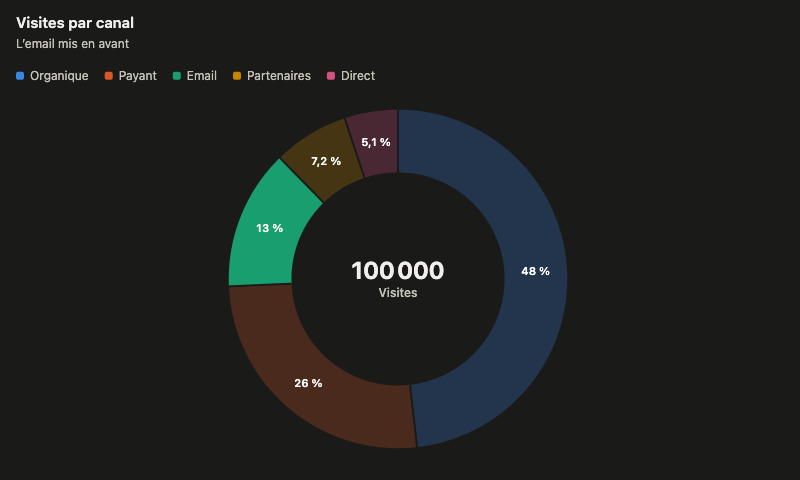 Visites par canal
L'email mis en avant
Organique Payant Email Partenaires Direct
5,1 %
7,2 %
13 %
48 %
100 000
Visites
26 %